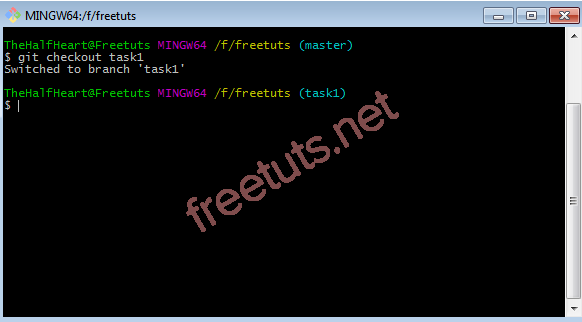 MINGW64:/f/freetuts
TheHalfHeart@Freetuts MINGW64 /f/freetuts (master)
$ git checkout task1
Switched to branch 'task1'
TheHalfHeart@Freetuts MINGW64 /f/freetuts (task1)
$
freetuts.net